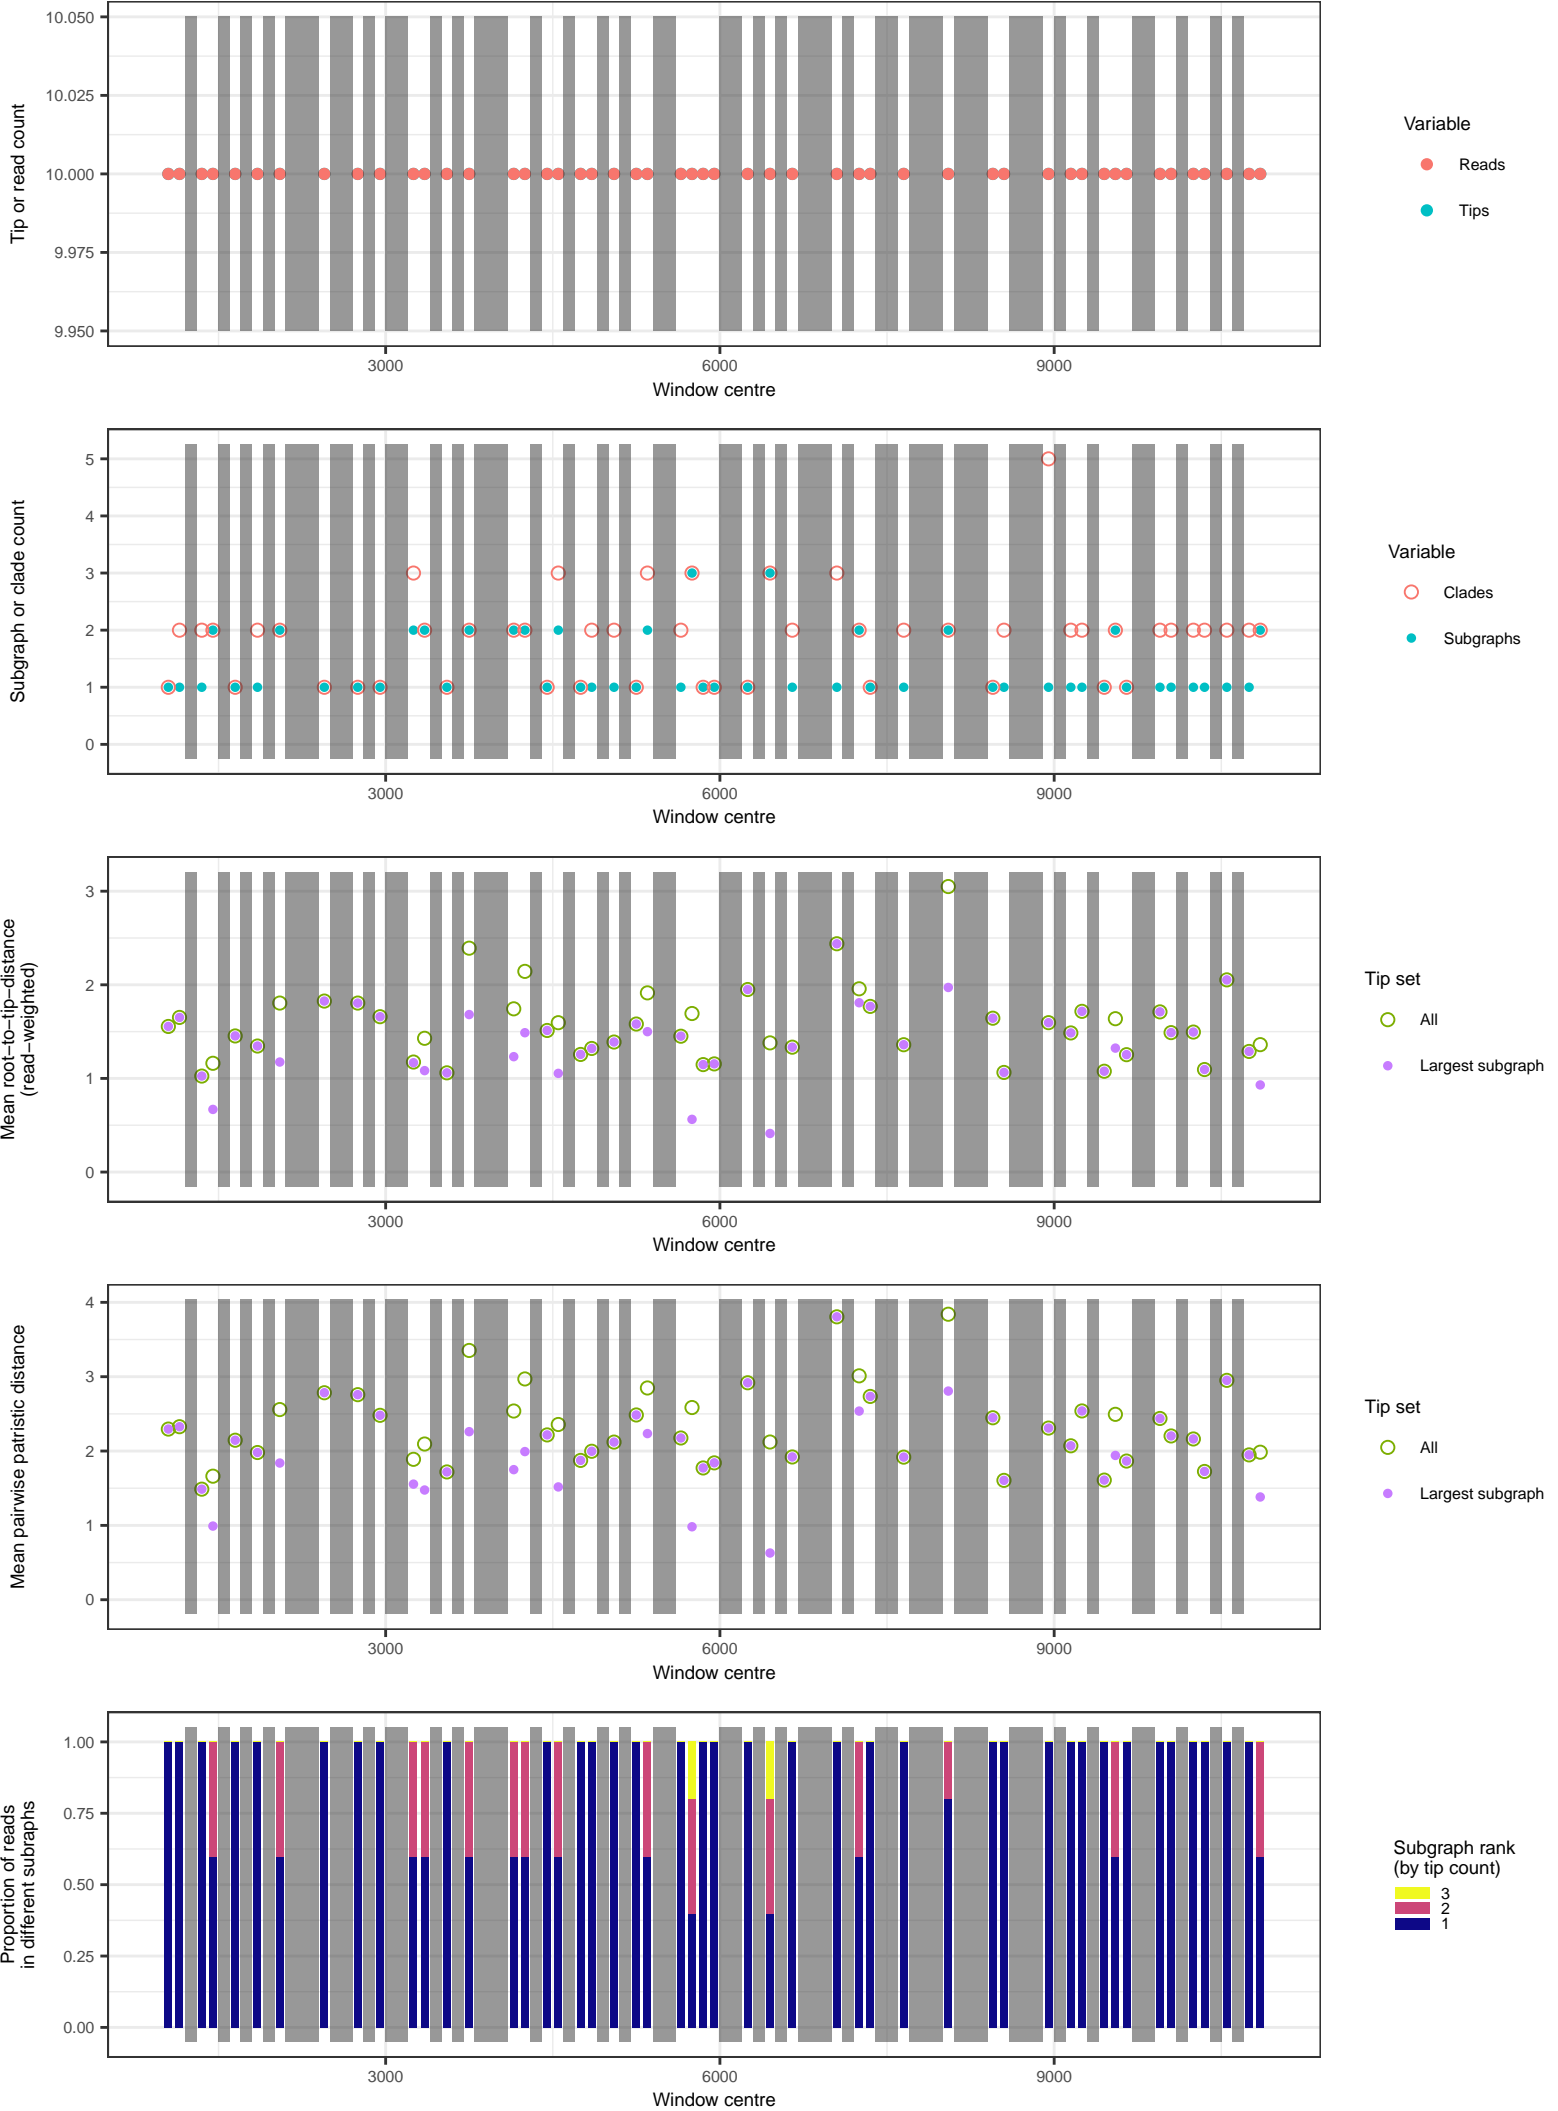 10.050
10.025
10.000
9.975
9.950
Tip or read count
3000 6000 9000
Window centre
Variable
Reads
Tips
5
4
3
2
1
0
Subgraph or clade count
3000 6000 9000
Window centre
Variable
Clades
Subgraphs
3
2
1
0
Mean root−to−tip−distance
(read−weighted)
3000 6000 9000
Window centre
Tip set
All
Largest subgraph
4
3
2
1
0
Mean pairwise patristic distance
3000 6000 9000
Window centre
Tip set
All
Largest subgraph
1.00
0.75
0.50
0.25
0.00
Proportion of reads
in different subraphs
3000 6000 9000
Window centre
Subgraph rank
(by tip count)
3
2
1